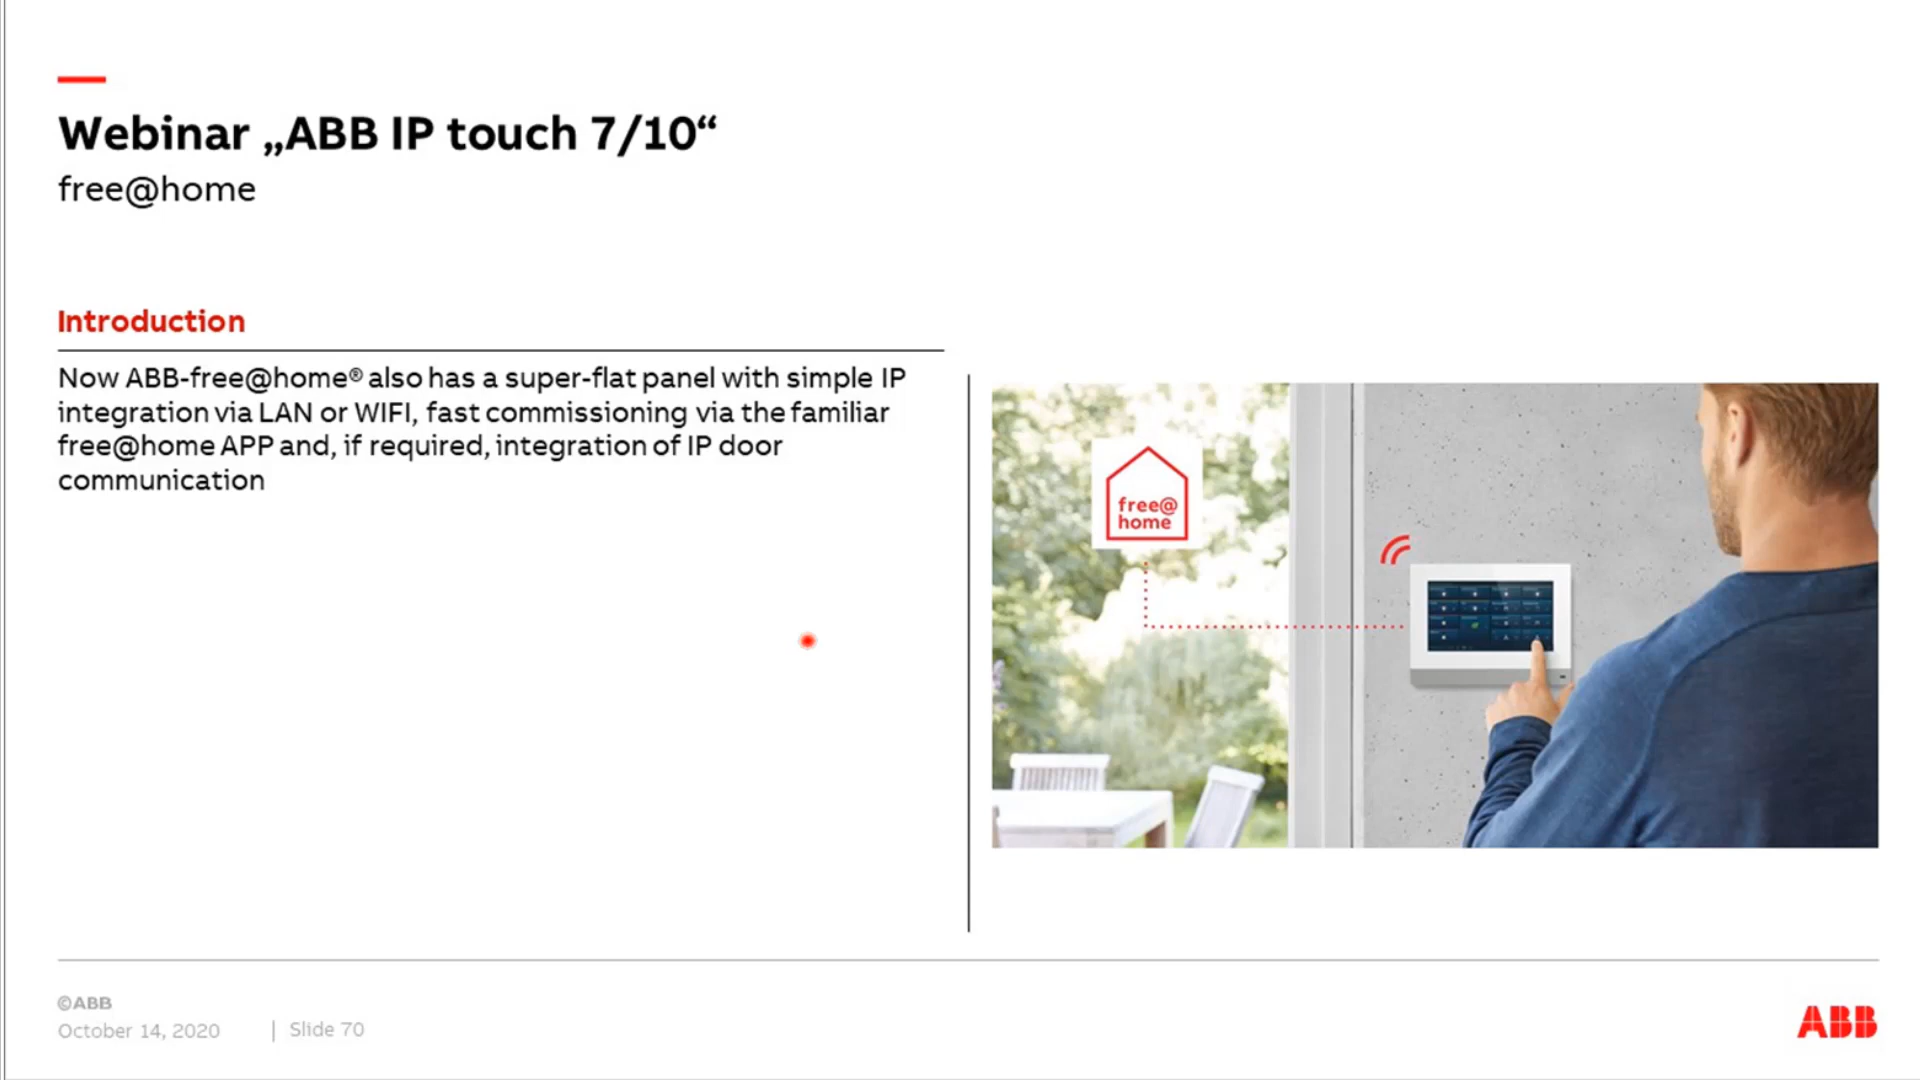 Webinar „ABB IP touch 7/10“
free@home
Introduction
Now ABB-free@home® also has a super-flat panel with simple IP
integration via LAN or WIFI, fast commissioning via the familiar
free@home APP and, if required, integration of IP door
communication
free@
home
©ABB
October 14, 2020 | Slide 70
ABB